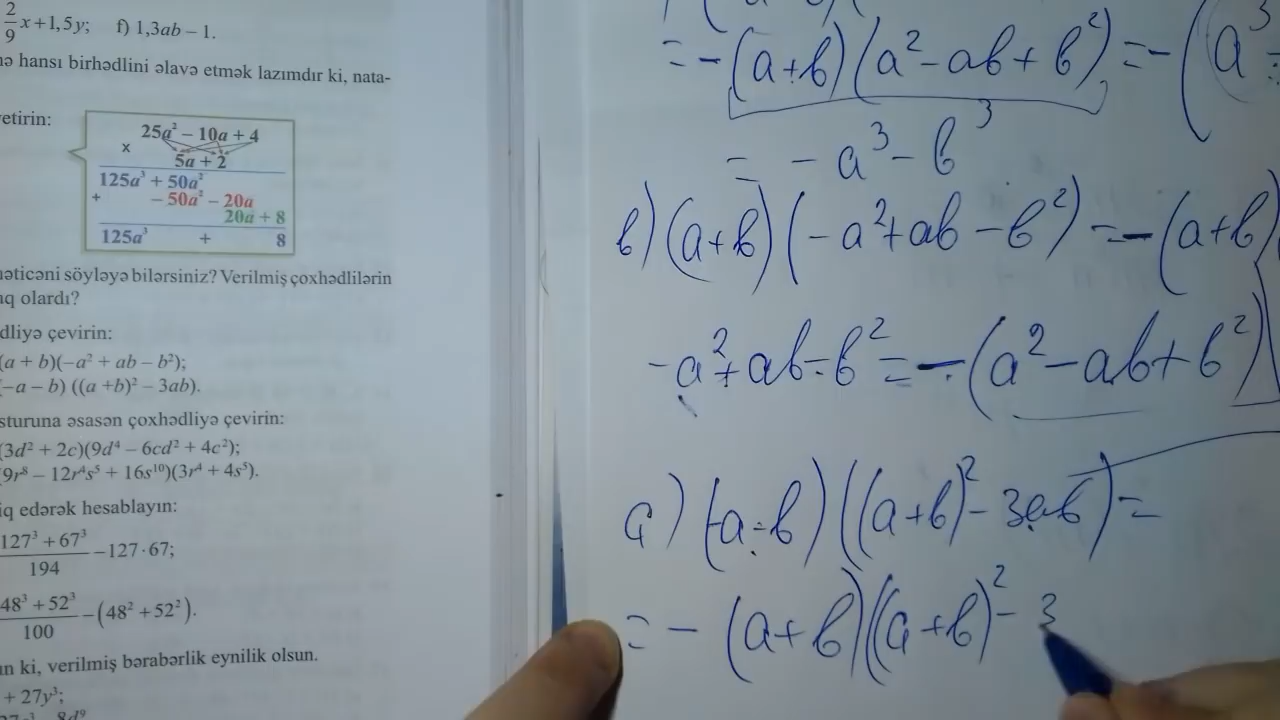 2/9 x + 1,5y; f) 1,3ab – 1.
hansı birhədlini əlavə etmək lazımdır ki, nata-
etirin:
25a² – 10a + 4
x
5a + 2
125a³ + 50a²
+ – 50a² – 20a
20a + 8
125a³ + 8
nəticəni söyləyə bilərsiniz? Verilmiş çoxhədlilərin
olardı?
dliyə çevirin:
(a + b)(–a² + ab – b²);
(–a – b) ((a +b)² – 3ab).
sturuna əsasən çoxhədliyə çevirin:
(3d² + 2c)(9d⁴ – 6cd² + 4c²);
(9r⁸ – 12r⁴s⁵ + 16s¹⁰)(3r⁴ + 4s⁵).
iq edərək hesablayın:
(127³ + 67³)/194 – 127·67;
(48³ + 52³)/100 – (48² + 52²).
ın ki, verilmiş bərabərlik eynilik olsun.
+ 27y³;
= -(a+b)(a²-ab+b²) = -(a³
= -a³-b³
b) (a+b)(-a²+ab-b²) = -(a+b)
-a²+ab-b² = -(a²-ab+b²)
ç) (-a-b)((a+b)²-3ab) =
= -(a+b)((a+b)²- 3